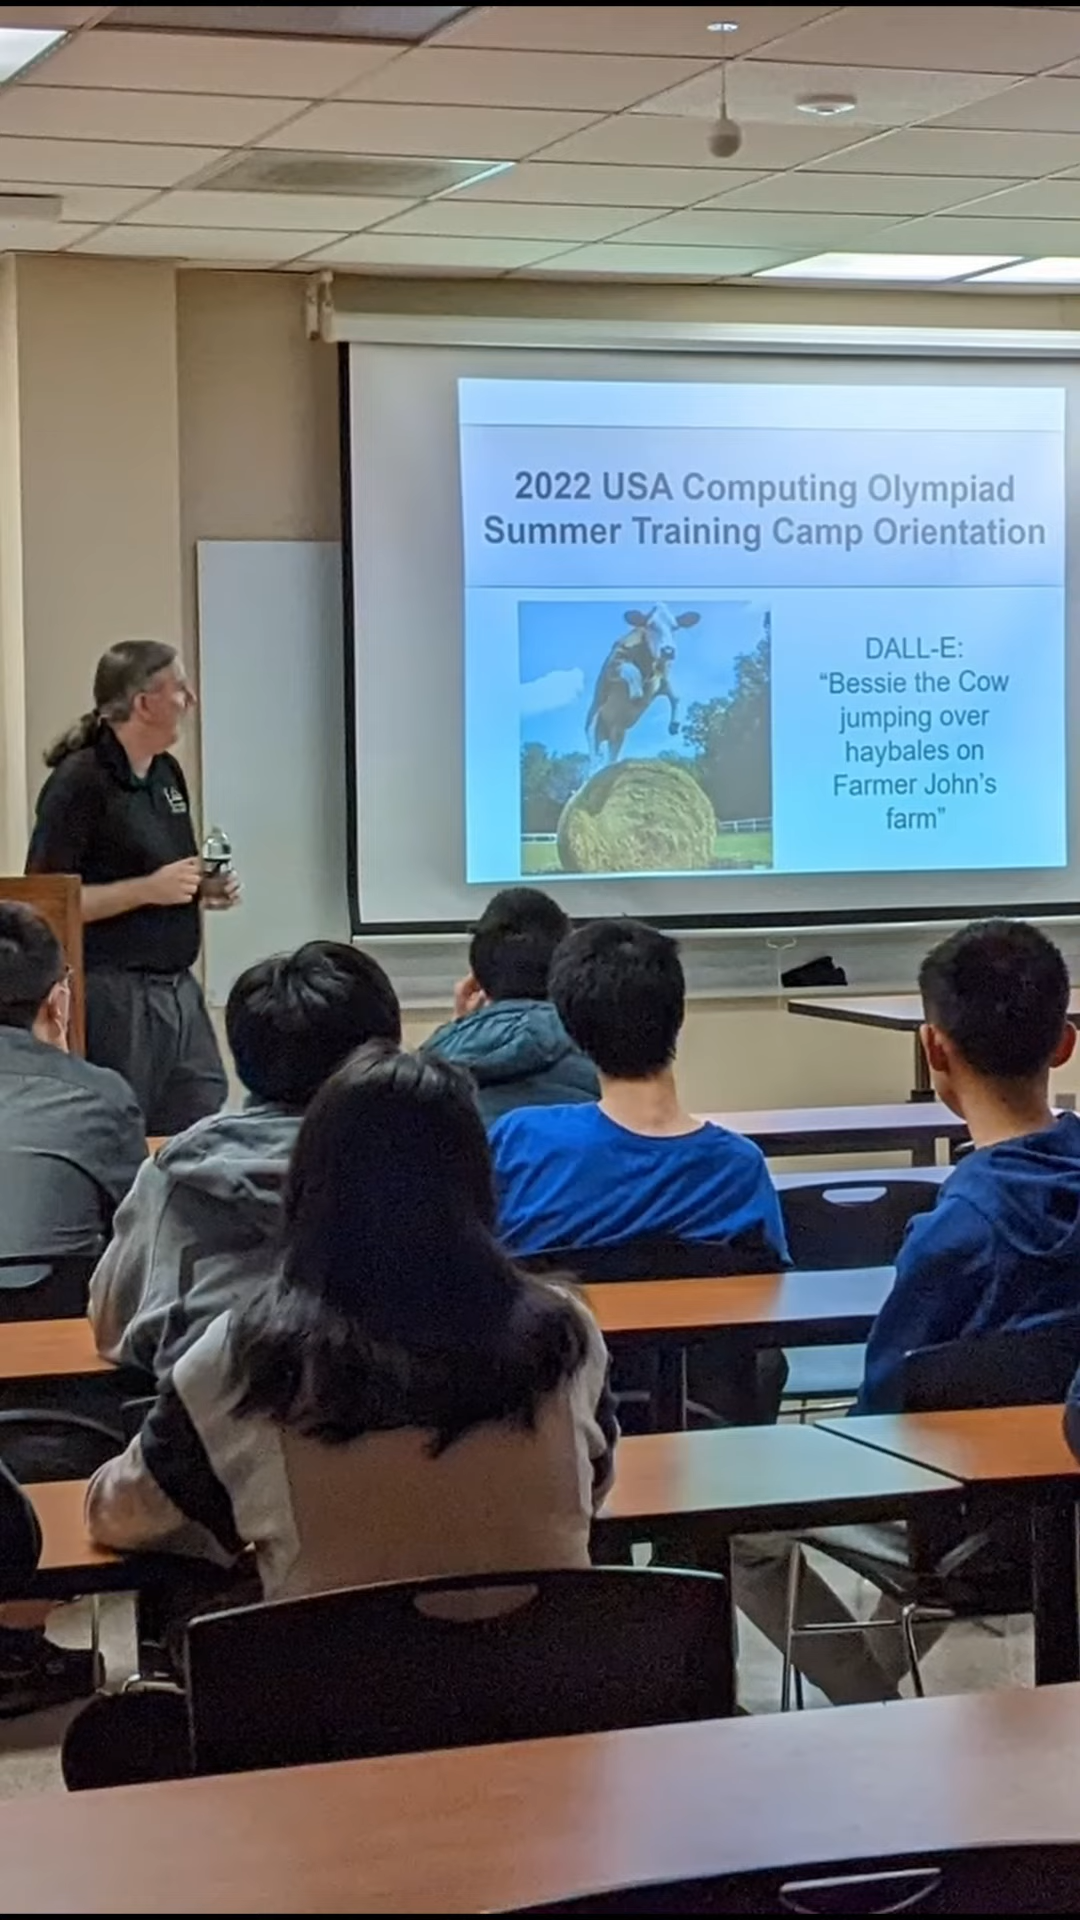 2022 USA Computing Olympiad
Summer Training Camp Orientation
DALL-E:
“Bessie the Cow
jumping over
haybales on
Farmer John’s
farm”